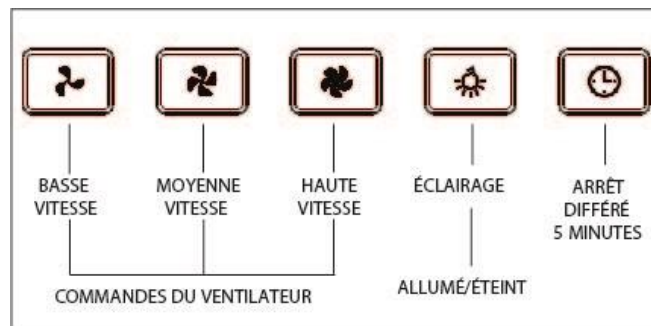 BASSE
VITESSE
MOYENNE
VITESSE
HAUTE
VITESSE
ÉCLAIRAGE
ARRÊT
DIFFÉRÉ
5 MINUTES
COMMANDES DU VENTILATEUR
ALLUMÉ/ÉTEINT